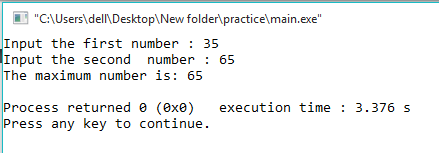 "C:\Users\dell\Desktop\New folder\practice\main.exe"
Input the first number : 35
Input the second  number : 65
The maximum number is: 65
Process returned 0 (0x0)   execution time : 3.376 s
Press any key to continue.